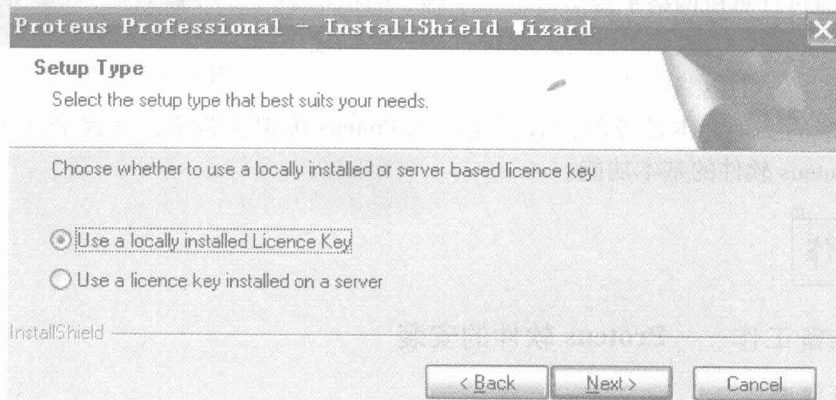 Proteus Professional - InstallShield Wizard
Setup Type
Select the setup type that best suits your needs.
Choose whether to use a locally installed or server based licence key
Use a locally installed Licence Key
Use a licence key installed on a server
InstallShield
< Back
Next >
Cancel